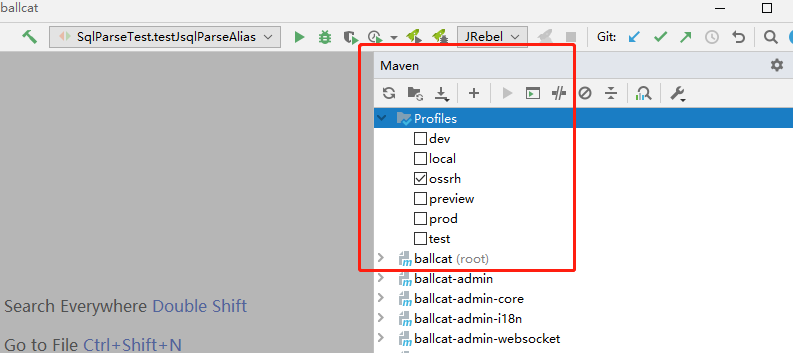 ballcat
SqlParseTest.testJsqlParseAlias
JRebel
Git:
Maven
Profiles
dev
local
ossrh
preview
prod
test
ballcat (root)
ballcat-admin
ballcat-admin-core
ballcat-admin-i18n
ballcat-admin-websocket
Search Everywhere Double Shift
Go to File Ctrl+Shift+N